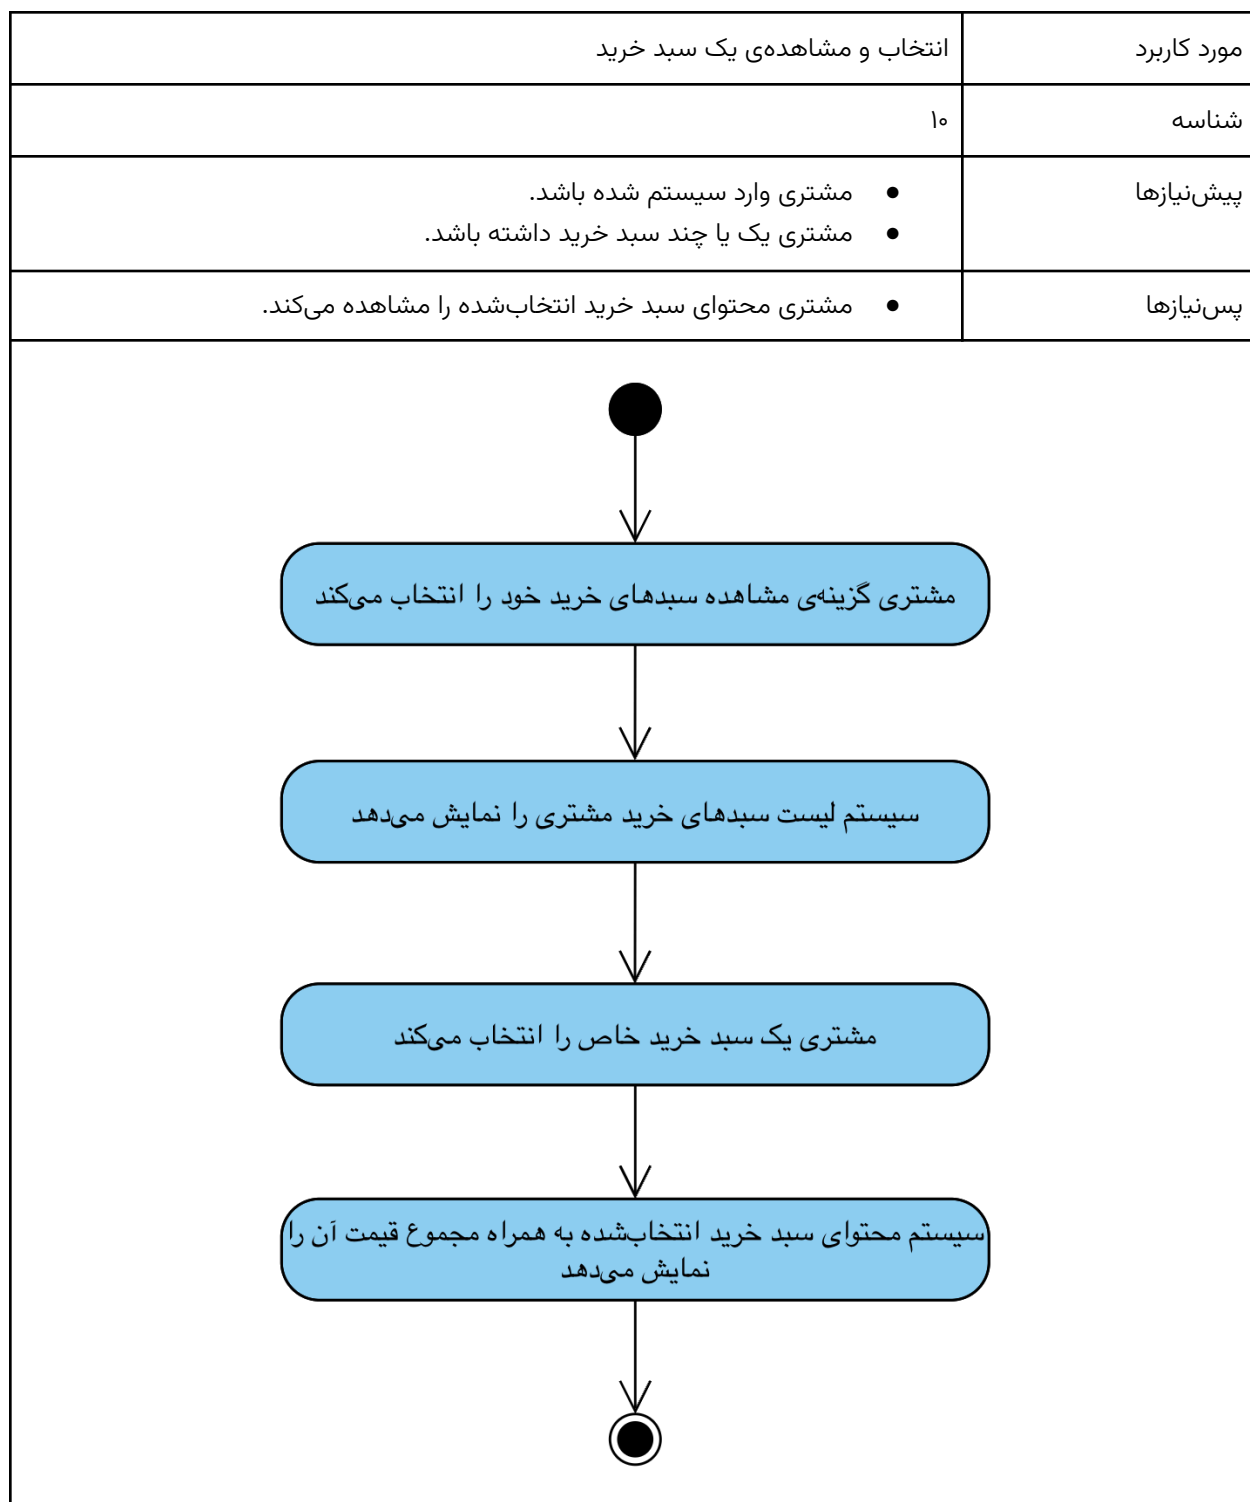 مورد کاربرد
انتخاب و مشاهده‌ی یک سبد خرید
شناسه
۱۰
پیش‌نیازها
● مشتری وارد سیستم شده باشد.
● مشتری یک یا چند سبد خرید داشته باشد.
پس‌نیازها
● مشتری محتوای سبد خرید انتخاب‌شده را مشاهده می‌کند.
مشتری گزینه‌ی مشاهده سبدهای خرید خود را انتخاب می‌کند
سیستم لیست سبدهای خرید مشتری را نمایش می‌دهد
مشتری یک سبد خرید خاص را انتخاب می‌کند
سیستم محتوای سبد خرید انتخاب‌شده به همراه مجموع قیمت آن را
نمایش می‌دهد